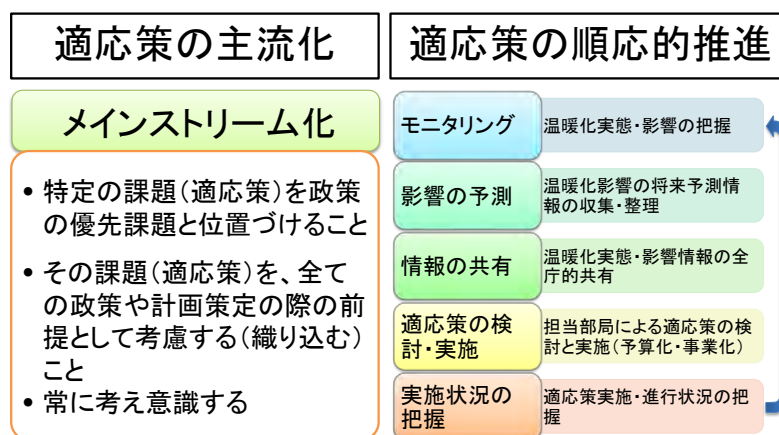 適応策の主流化
メインストリーム化
• 特定の課題(適応策)を政策
の優先課題と位置づけること
• その課題(適応策)を、全て
の政策や計画策定の際の前
提として考慮する(織り込む)
こと
• 常に考え意識する
適応策の順応的推進
モニタリング
温暖化実態・影響の把握
影響の予測
温暖化影響の将来予測情
報の収集・整理
情報の共有
温暖化実態・影響情報の全
庁的共有
適応策の検
討・実施
担当部局による適応策の検
討と実施(予算化・事業化)
実施状況の
把握
適応策実施・進行状況の把
握